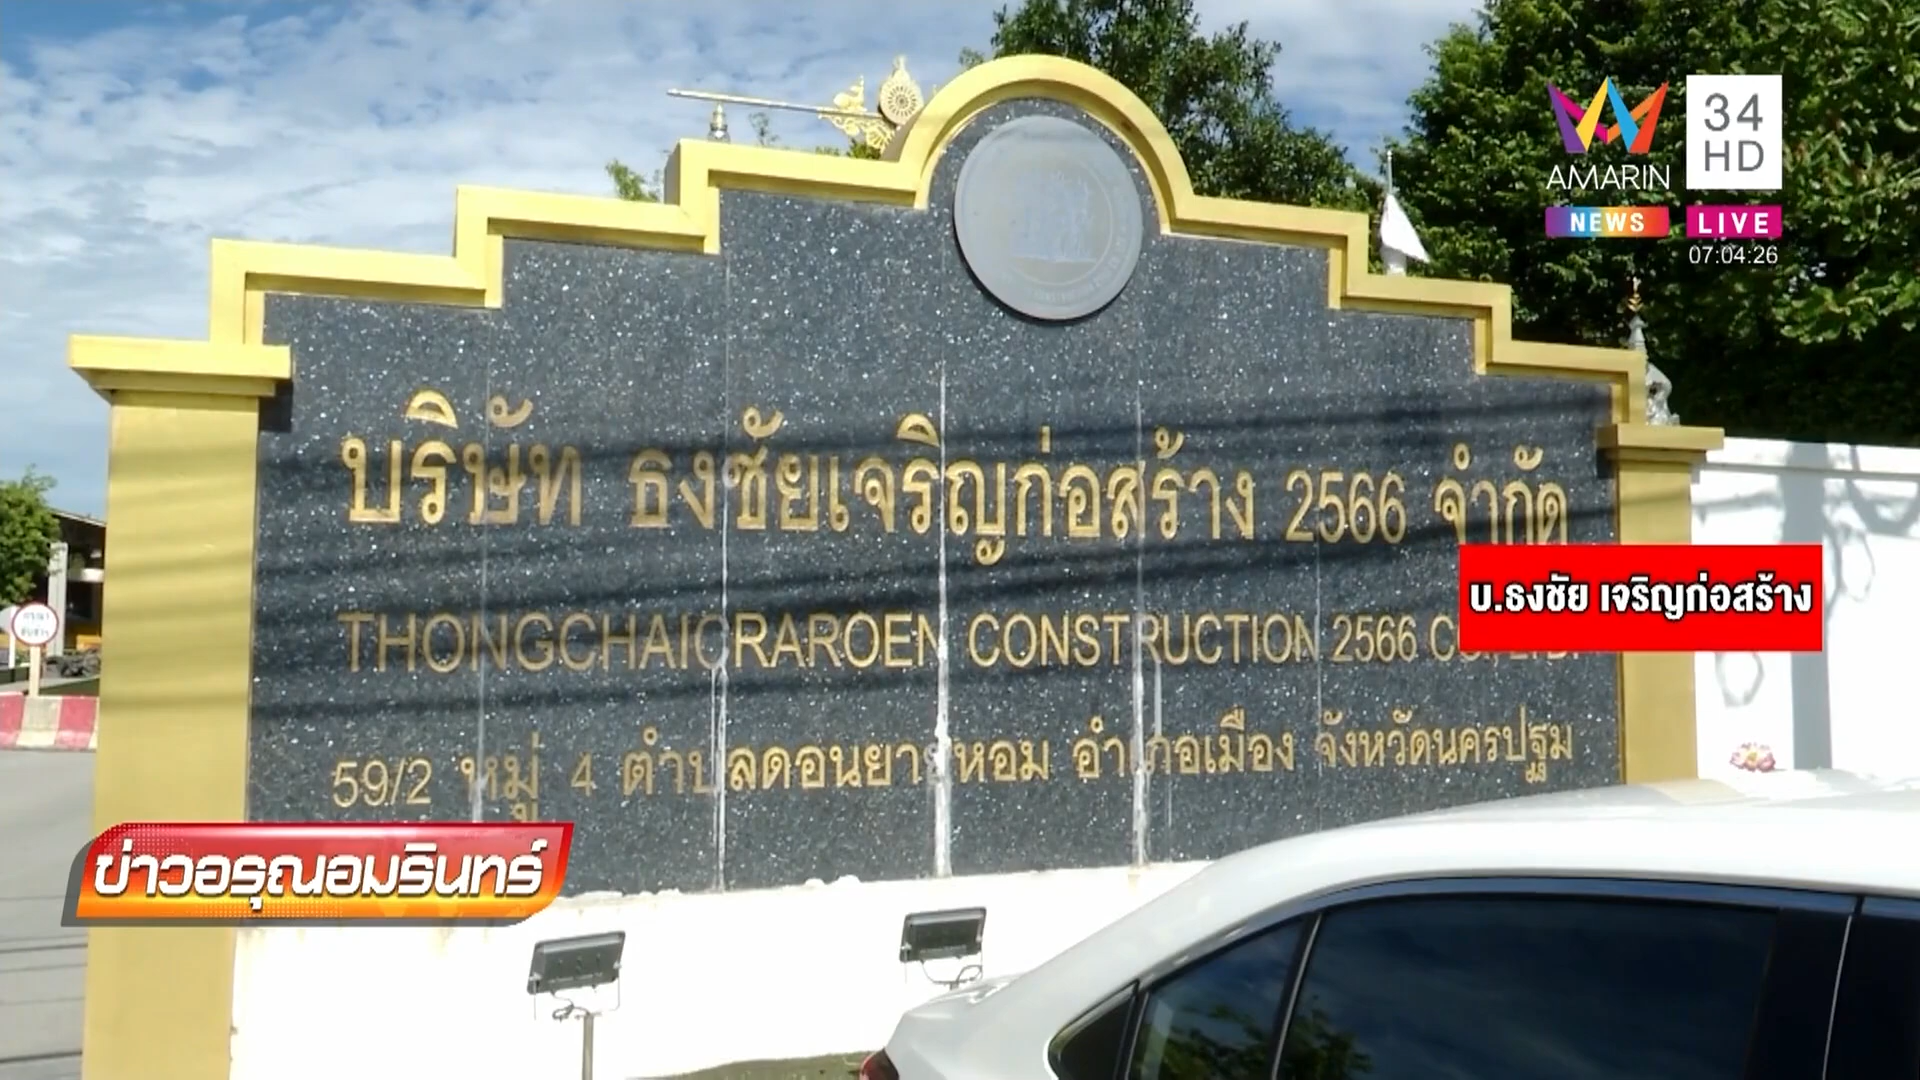 34
HD
AMARIN
NEWS
LIVE
07:04:26
บริษัท ธงชัยเจริญก่อสร้าง 2566 จำกัด
บ.ธงชัย เจริญก่อสร้าง
THONGCHAICRAROEN CONSTRUCTION 2566 CO.,LTD.
59/2 หมู่ 4 ตำบลดอนยายหอม อำเภอเมือง จังหวัดนครปฐม
ข่าวอรุณอมรินทร์